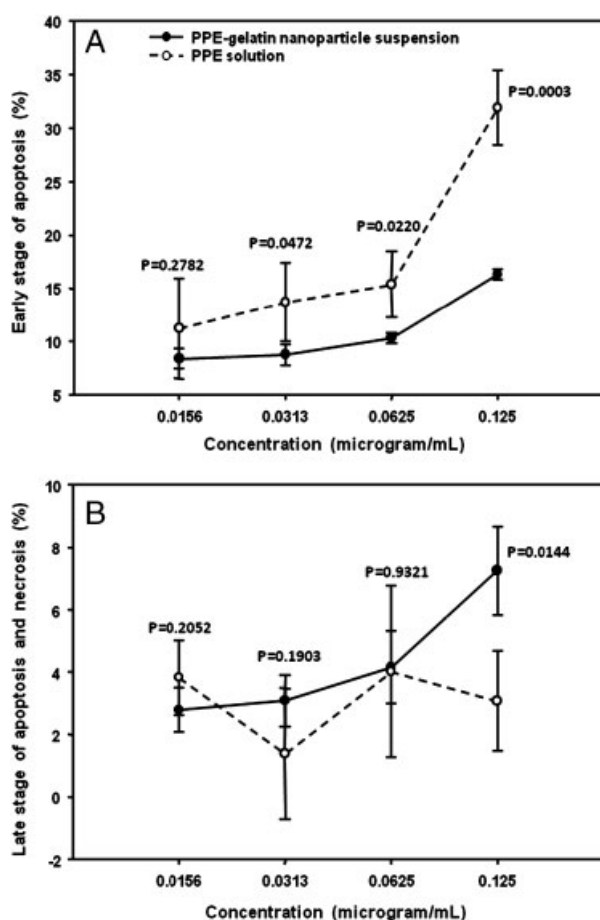 A
PPE-gelatin nanoparticle suspension
PPE solution
Early stage of apoptosis (%)
40
35
30
25
20
15
10
5
P=0.2782
P=0.0472
P=0.0220
P=0.0003
0.0156 0.0313 0.0625 0.125
Concentration (microgram/mL)
B
Late stage of apoptosis and necrosis (%)
10
8
6
4
2
0
-2
P=0.2052
P=0.1903
P=0.9321
P=0.0144
0.0156 0.0313 0.0625 0.125
Concentration (microgram/mL)